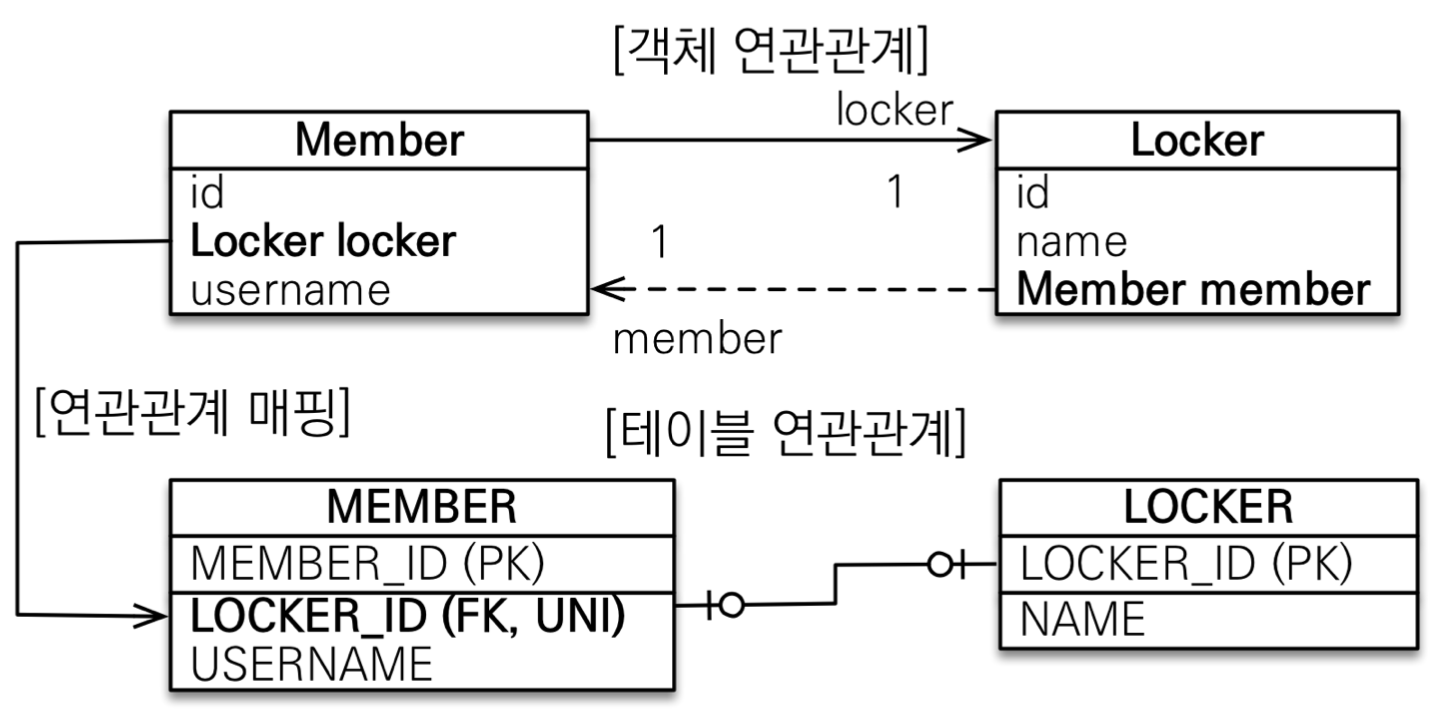 [객체 연관관계]
locker
Member
id
Locker locker
username
1
1
member
Locker
id
name
Member member
[연관관계 매핑]
[테이블 연관관계]
MEMBER
MEMBER_ID (PK)
LOCKER_ID (FK, UNI)
USERNAME
LOCKER
LOCKER_ID (PK)
NAME